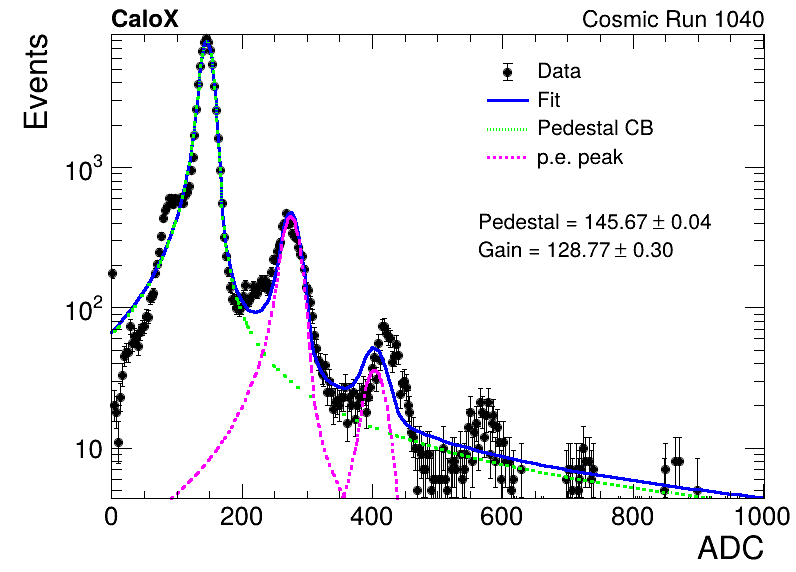 CaloX Cosmic Run 1040
Events
Data
Fit
Pedestal CB
p.e. peak
Pedestal = 145.67 ± 0.04
Gain = 128.77 ± 0.30
10³
10²
10
0 200 400 600 800 1000
ADC